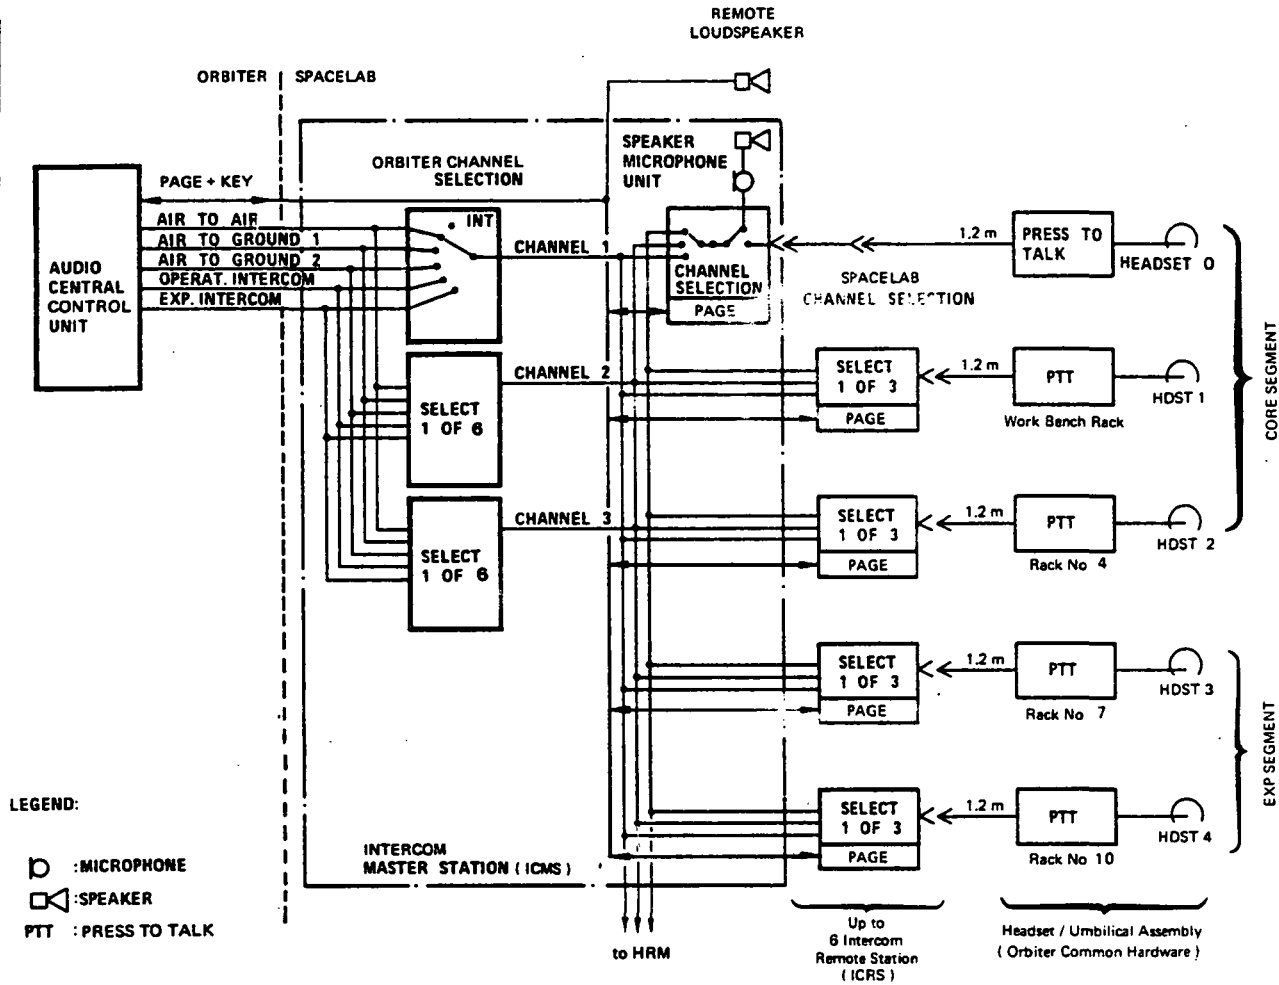 REMOTE
LOUDSPEAKER
ORBITER
SPACELAB
SPEAKER
MICROPHONE
UNIT
ORBITER CHANNEL
SELECTION
PAGE + KEY
AIR TO AIR
AIR TO GROUND 1
AIR TO GROUND 2
OPERAT. INTERCOM
EXP. INTERCOM
AUDIO
CENTRAL
CONTROL
UNIT
INT
CHANNEL 1
CHANNEL
SELECTION
PAGE
SPACELAB
CHANNEL SELECTION
1.2 m
PRESS TO
TALK
HEADSET 0
CHANNEL 2
SELECT
1 OF 6
SELECT
1 OF 3
PAGE
1.2 m
PTT
Work Bench Rack
HDST 1
CORE SEGMENT
CHANNEL 3
SELECT
1 OF 6
SELECT
1 OF 3
PAGE
1.2 m
PTT
Rack No 4
HDST 2
SELECT
1 OF 3
PAGE
1.2 m
PTT
Rack No 7
HDST 3
EXP SEGMENT
SELECT
1 OF 3
PAGE
1.2 m
PTT
Rack No 10
HDST 4
LEGEND:
:MICROPHONE
:SPEAKER
PTT :PRESS TO TALK
INTERCOM
MASTER STATION (ICMS)
to HRM
Up to
6 Intercom
Remote Station
(ICRS)
Headset / Umbilical Assembly
(Orbiter Common Hardware)